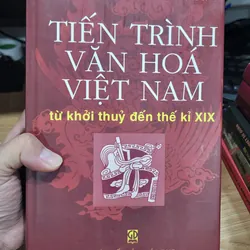 TIẾN TRÌNH
VĂN HOÁ
VIỆT NAM
từ khởi thuỷ đến thế kỉ XIX